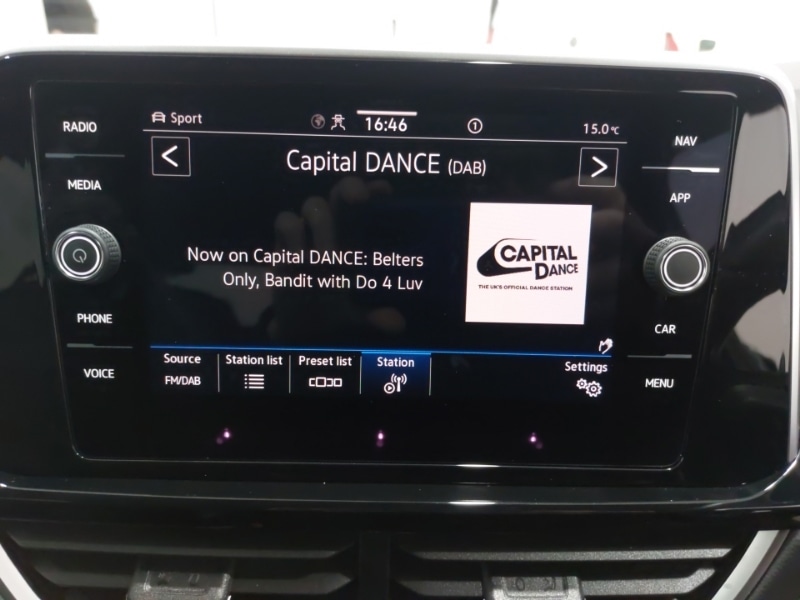 RADIO
MEDIA
PHONE
VOICE
Sport
16:46
1
15.0°C
Capital DANCE (DAB)
Now on Capital DANCE: Belters
Only, Bandit with Do 4 Luv
CAPITAL
DANCE
THE UK'S OFFICIAL DANCE STATION
Source
FM/DAB
Station list
Preset list
Station
Settings
NAV
APP
CAR
MENU